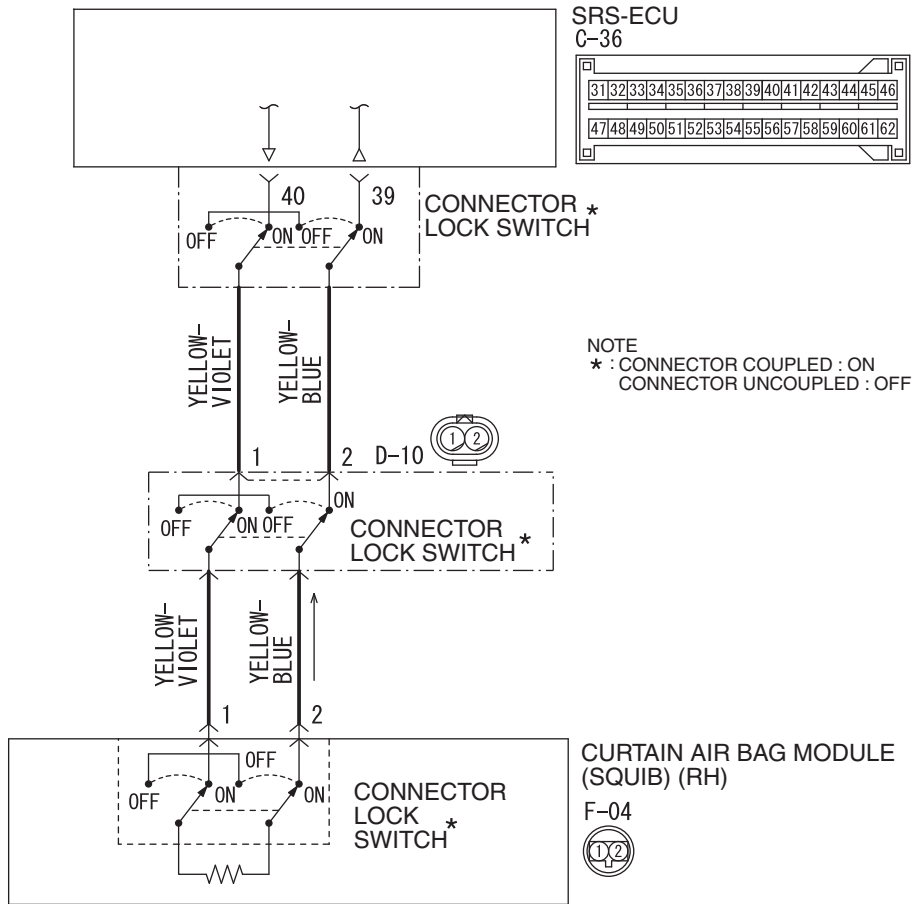 SRS-ECU
C-36
31 32 33 34 35 36 37 38 39 40 41 42 43 44 45 46
47 48 49 50 51 52 53 54 55 56 57 58 59 60 61 62
40 39
CONNECTOR
LOCK SWITCH*
OFF ON OFF ON
YELLOW-
VIOLET
YELLOW-
BLUE
NOTE
* : CONNECTOR COUPLED : ON
CONNECTOR UNCOUPLED : OFF
1 2 D-10
1 2
ON
OFF ON OFF
CONNECTOR
LOCK SWITCH*
YELLOW-
VIOLET
YELLOW-
BLUE
1 2
OFF
OFF ON ON
CONNECTOR
LOCK
SWITCH*
CURTAIN AIR BAG MODULE
(SQUIB) (RH)
F-04
1 2